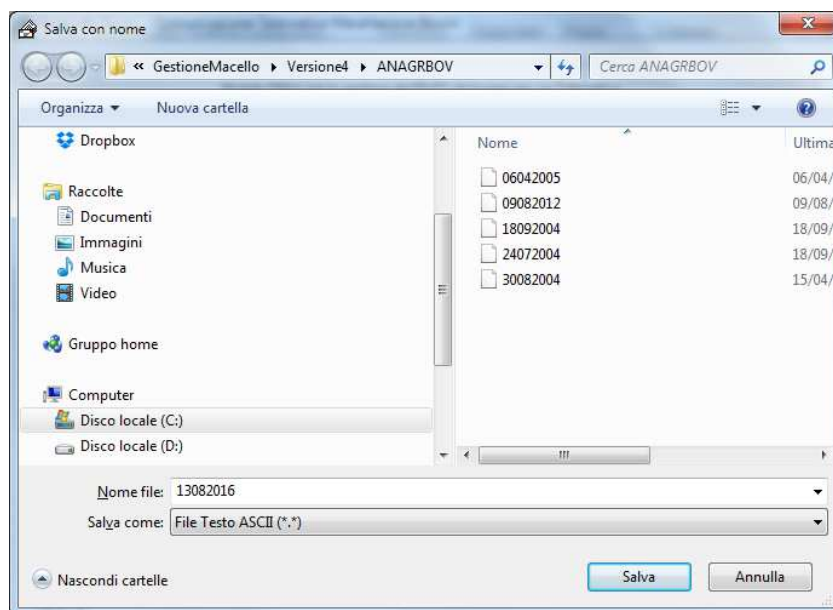 Salva con nome
« GestioneMacello ▸ Versione4 ▸ ANAGRBOV
Cerca ANAGRBOV
Organizza
Nuova cartella
Dropbox
Raccolte
Documenti
Immagini
Musica
Video
Gruppo home
Computer
Disco locale (C:)
Disco locale (D:)
Nome
Ultima
06042005
06/04/
09082012
09/08/
18092004
18/09/
24072004
18/09/
30082004
15/04/
Nome file: 13082016
Salva come: File Testo ASCII (*.*)
Nascondi cartelle
Salva
Annulla